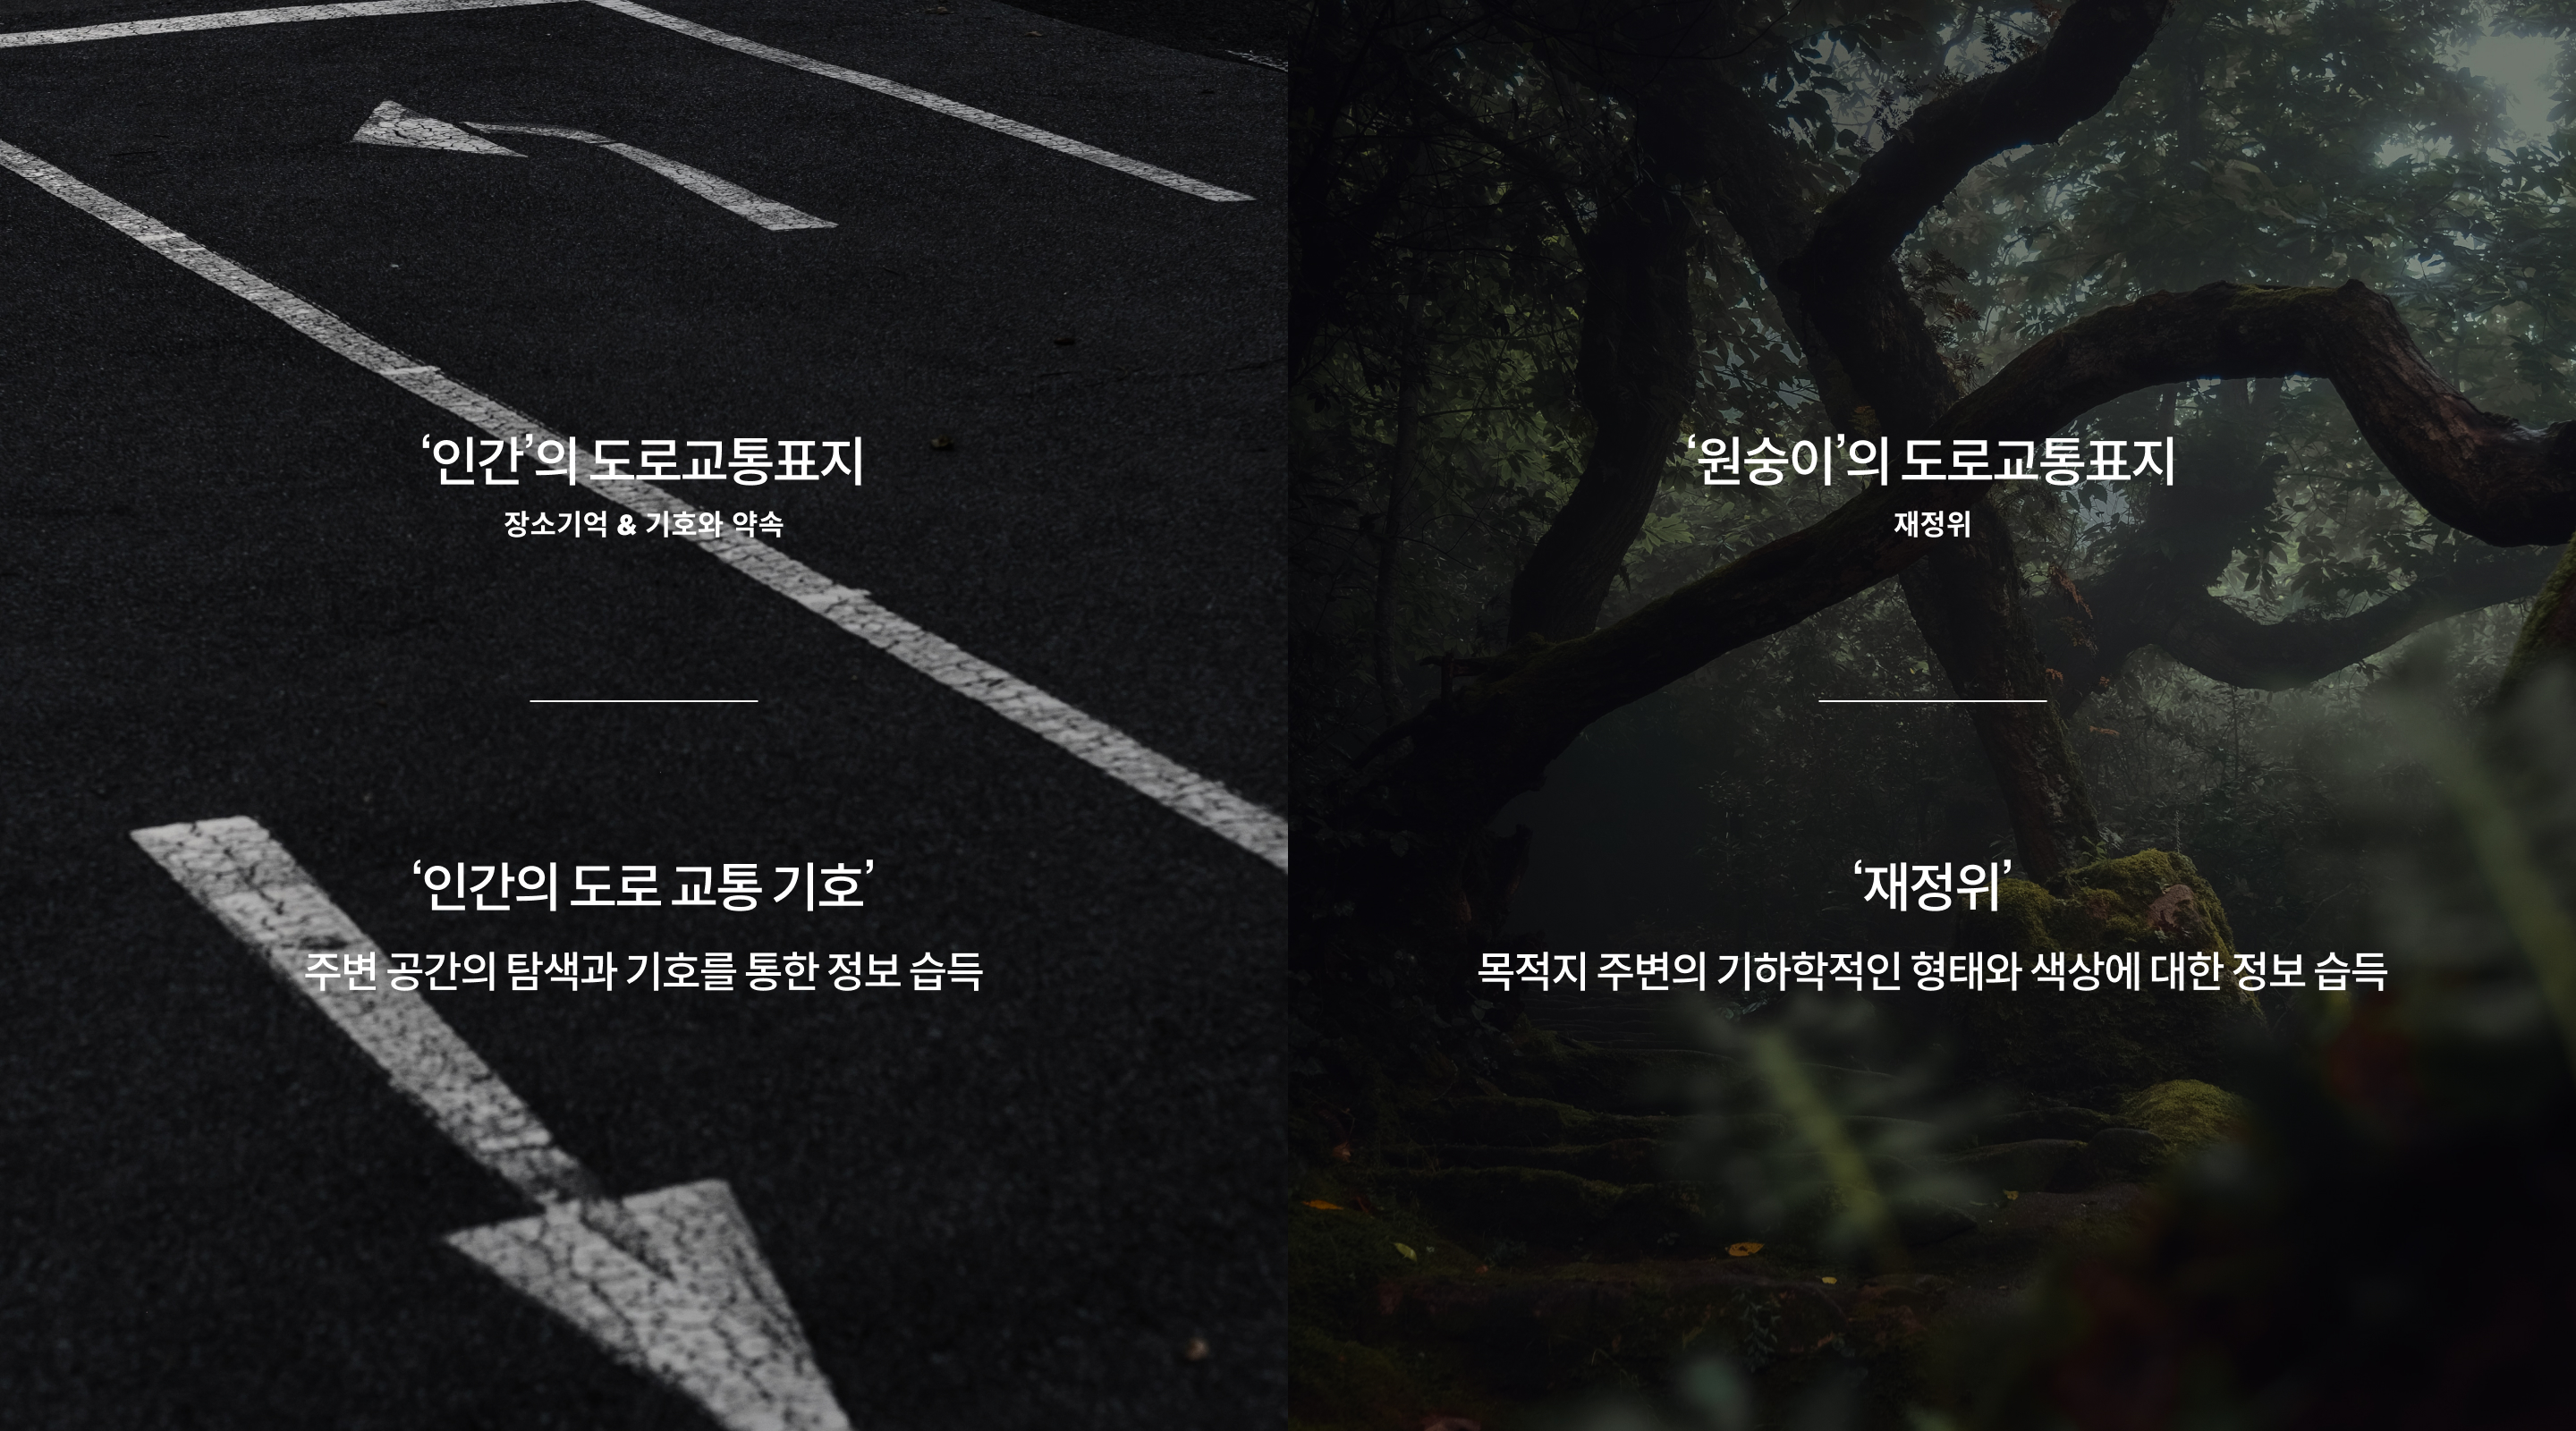 ‘인간’의 도로교통표지
장소기억 & 기호와 약속
‘인간의 도로 교통 기호’
주변 공간의 탐색과 기호를 통한 정보 습득
‘원숭이’의 도로교통표지
재정위
‘재정위’
목적지 주변의 기하학적인 형태와 색상에 대한 정보 습득